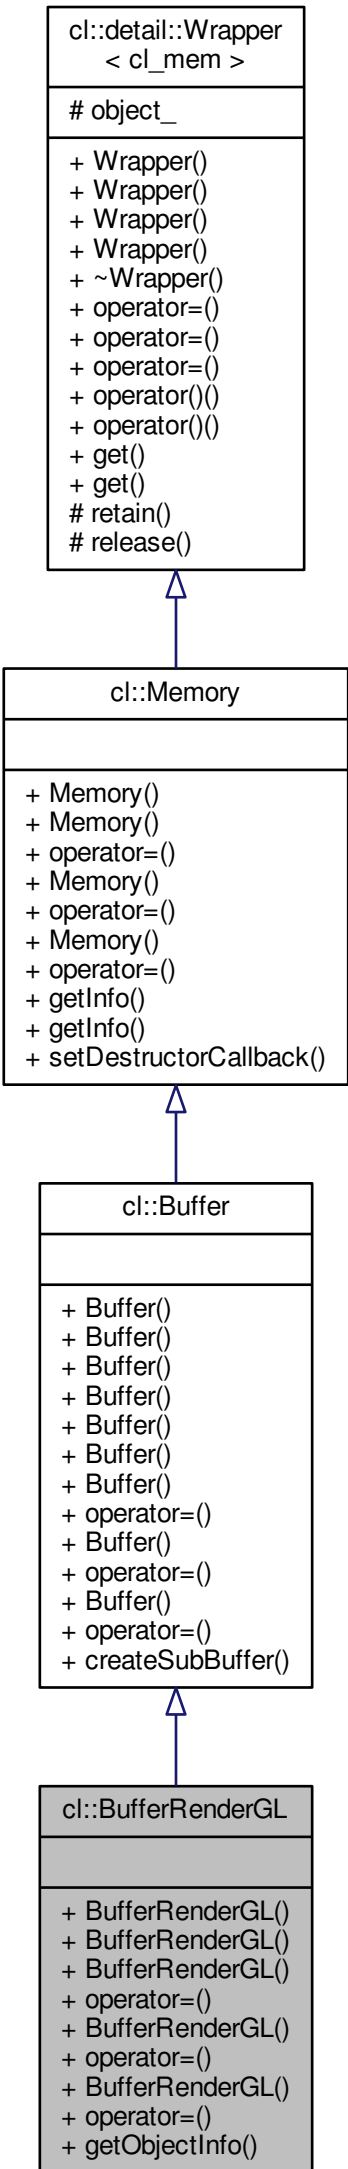 cl::detail::Wrapper
< cl_mem >
# object_
+ Wrapper()
+ Wrapper()
+ Wrapper()
+ Wrapper()
+ ~Wrapper()
+ operator=()
+ operator=()
+ operator=()
+ operator()()
+ operator()()
+ get()
+ get()
# retain()
# release()
cl::Memory
+ Memory()
+ Memory()
+ operator=()
+ Memory()
+ operator=()
+ Memory()
+ operator=()
+ getInfo()
+ getInfo()
+ setDestructorCallback()
cl::Buffer
+ Buffer()
+ Buffer()
+ Buffer()
+ Buffer()
+ Buffer()
+ Buffer()
+ Buffer()
+ operator=()
+ Buffer()
+ operator=()
+ Buffer()
+ operator=()
+ createSubBuffer()
cl::BufferRenderGL
+ BufferRenderGL()
+ BufferRenderGL()
+ BufferRenderGL()
+ operator=()
+ BufferRenderGL()
+ operator=()
+ BufferRenderGL()
+ operator=()
+ getObjectInfo()